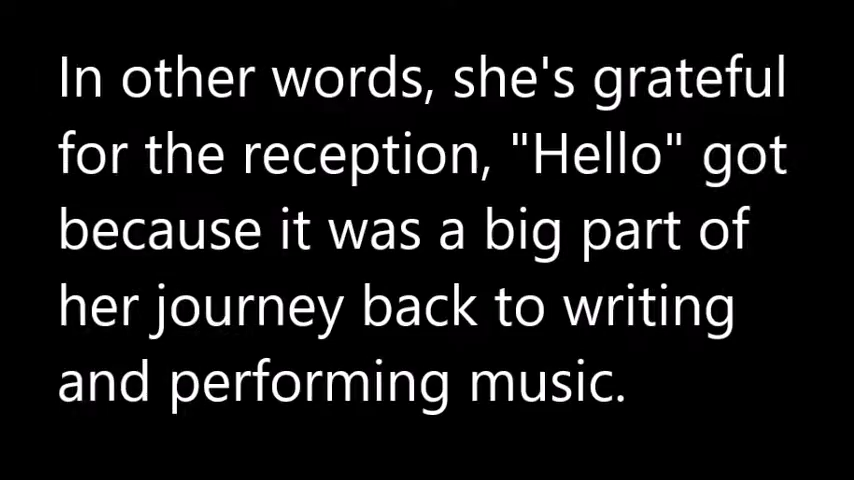 In other words, she's grateful
for the reception, "Hello" got
because it was a big part of
her journey back to writing
and performing music.